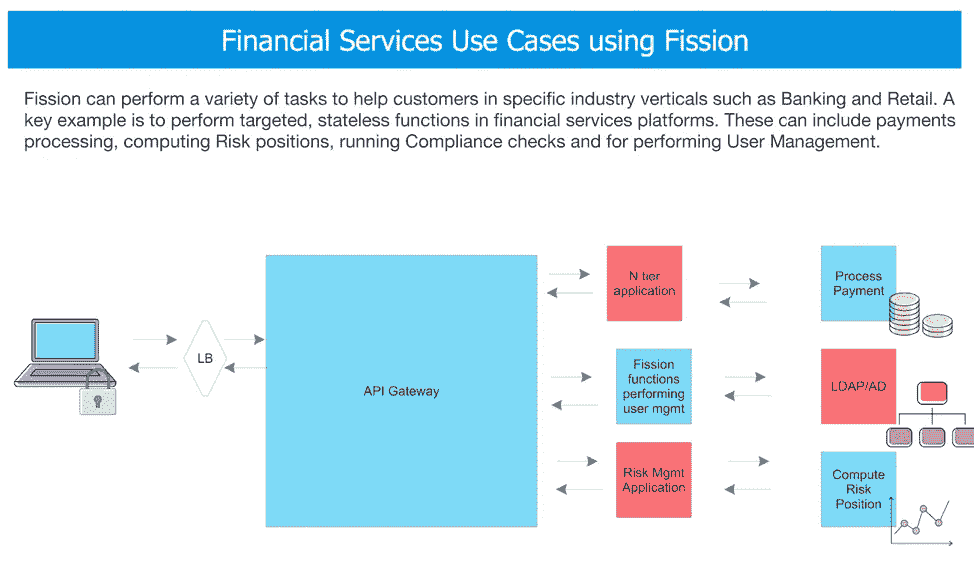 Financial Services Use Cases using Fission
Fission can perform a variety of tasks to help customers in specific industry verticals such as Banking and Retail. A
key example is to perform targeted, stateless functions in financial services platforms. These can include payments
processing, computing Risk positions, running Compliance checks and for performing User Management.
N tier
application
Process
Payment
LB
API Gateway
Fission
functions
performing
user mgmt
LDAP/AD
Risk Mgmt
Application
Compute
Risk
Position